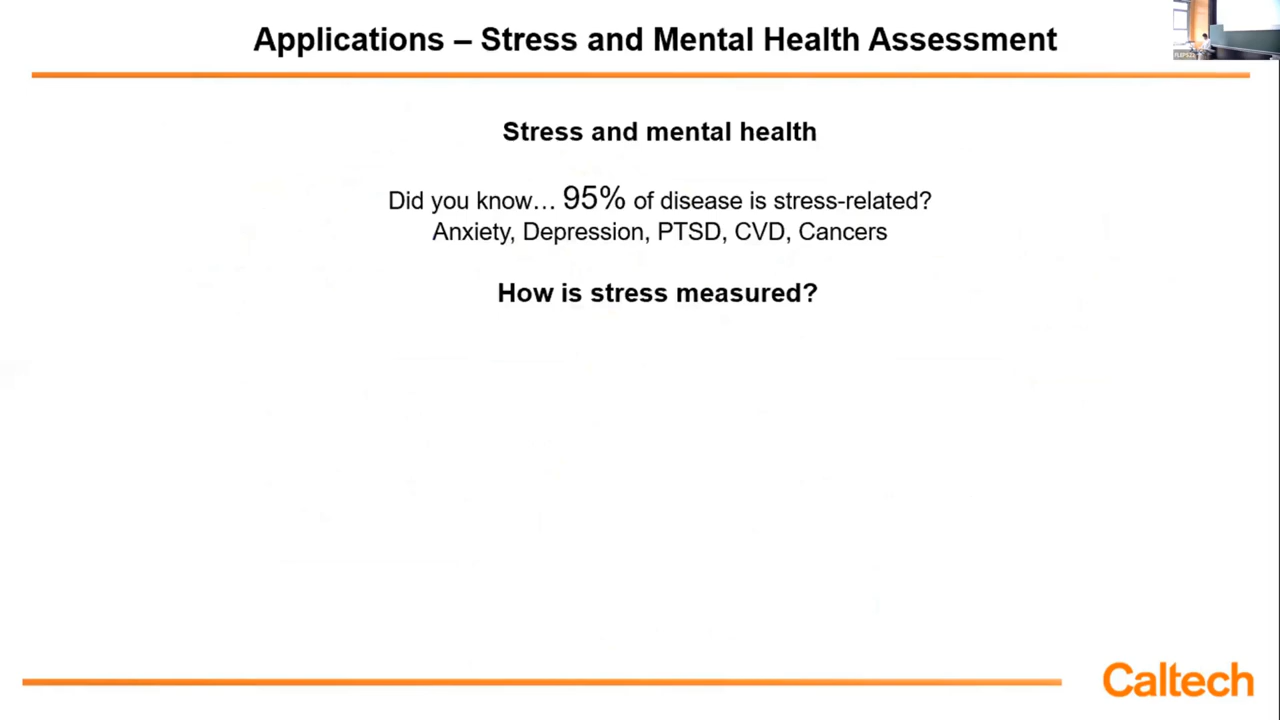 Applications – Stress and Mental Health Assessment
Stress and mental health
Did you know… 95% of disease is stress-related?
Anxiety, Depression, PTSD, CVD, Cancers
How is stress measured?
Caltech